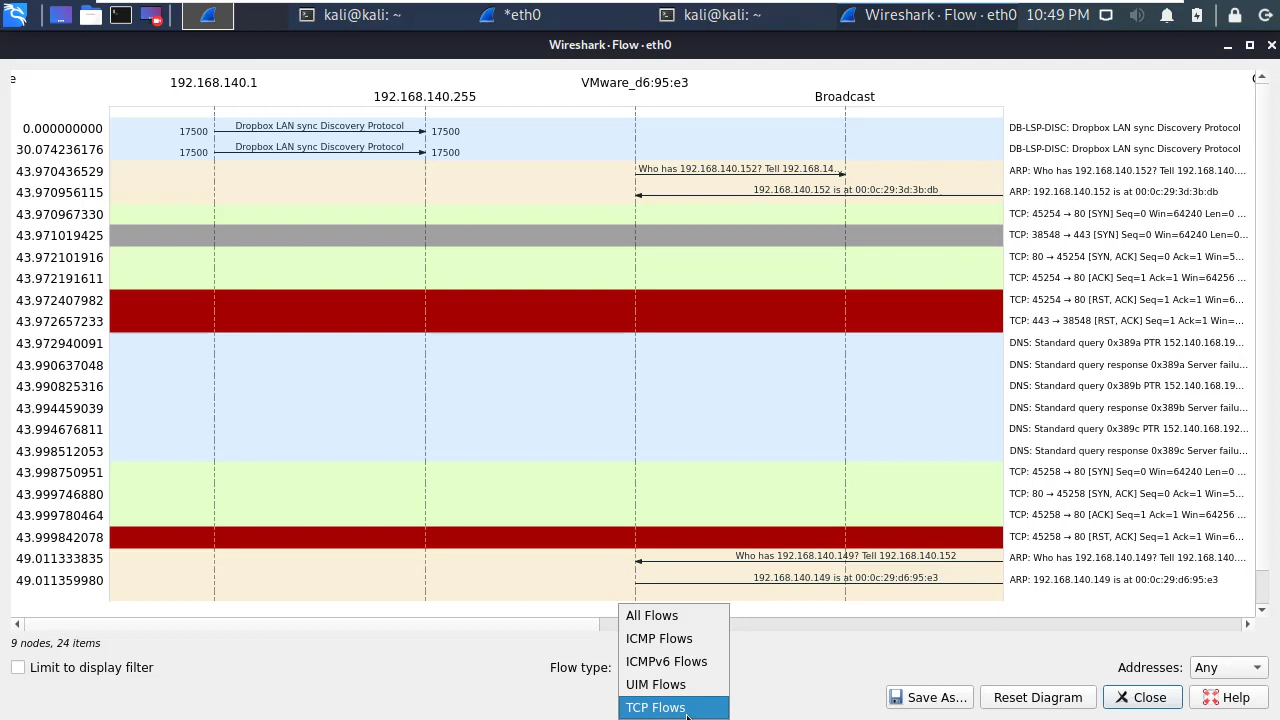 kali@kali: ~
*eth0
kali@kali: ~
Wireshark · Flow · eth0
10:49 PM
Wireshark · Flow · eth0
e
192.168.140.1
VMware_d6:95:e3
192.168.140.255
Broadcast
0.000000000 17500 Dropbox LAN sync Discovery Protocol 17500 DB-LSP-DISC: Dropbox LAN sync Discovery Protocol
30.074236176 17500 Dropbox LAN sync Discovery Protocol 17500 DB-LSP-DISC: Dropbox LAN sync Discovery Protocol
43.970436529 Who has 192.168.140.152? Tell 192.168.14... ARP: Who has 192.168.140.152? Tell 192.168.140....
43.970956115 192.168.140.152 is at 00:0c:29:3d:3b:db ARP: 192.168.140.152 is at 00:0c:29:3d:3b:db
43.970967330 TCP: 45254 → 80 [SYN] Seq=0 Win=64240 Len=0 ...
43.971019425 TCP: 38548 → 443 [SYN] Seq=0 Win=64240 Len=0...
43.972101916 TCP: 80 → 45254 [SYN, ACK] Seq=0 Ack=1 Win=5...
43.972191611 TCP: 45254 → 80 [ACK] Seq=1 Ack=1 Win=64256 ...
43.972407982 TCP: 45254 → 80 [RST, ACK] Seq=1 Ack=1 Win=6...
43.972657233 TCP: 443 → 38548 [RST, ACK] Seq=1 Ack=1 Win=...
43.972940091 DNS: Standard query 0x389a PTR 152.140.168.19...
43.990637048 DNS: Standard query response 0x389a Server failu...
43.990825316 DNS: Standard query 0x389b PTR 152.140.168.19...
43.994459039 DNS: Standard query response 0x389b Server failu...
43.994676811 DNS: Standard query 0x389c PTR 152.140.168.192...
43.998512053 DNS: Standard query response 0x389c Server failu...
43.998750951 TCP: 45258 → 80 [SYN] Seq=0 Win=64240 Len=0 ...
43.999746880 TCP: 80 → 45258 [SYN, ACK] Seq=0 Ack=1 Win=5...
43.999780464 TCP: 45258 → 80 [ACK] Seq=1 Ack=1 Win=64256 ...
43.999842078 TCP: 45258 → 80 [RST, ACK] Seq=1 Ack=1 Win=6...
49.011333835 Who has 192.168.140.149? Tell 192.168.140.152 ARP: Who has 192.168.140.149? Tell 192.168.140....
49.011359980 192.168.140.149 is at 00:0c:29:d6:95:e3 ARP: 192.168.140.149 is at 00:0c:29:d6:95:e3
9 nodes, 24 items
Limit to display filter
Flow type:
All Flows
ICMP Flows
ICMPv6 Flows
UIM Flows
TCP Flows
Addresses: Any
Save As...
Reset Diagram
Close
Help